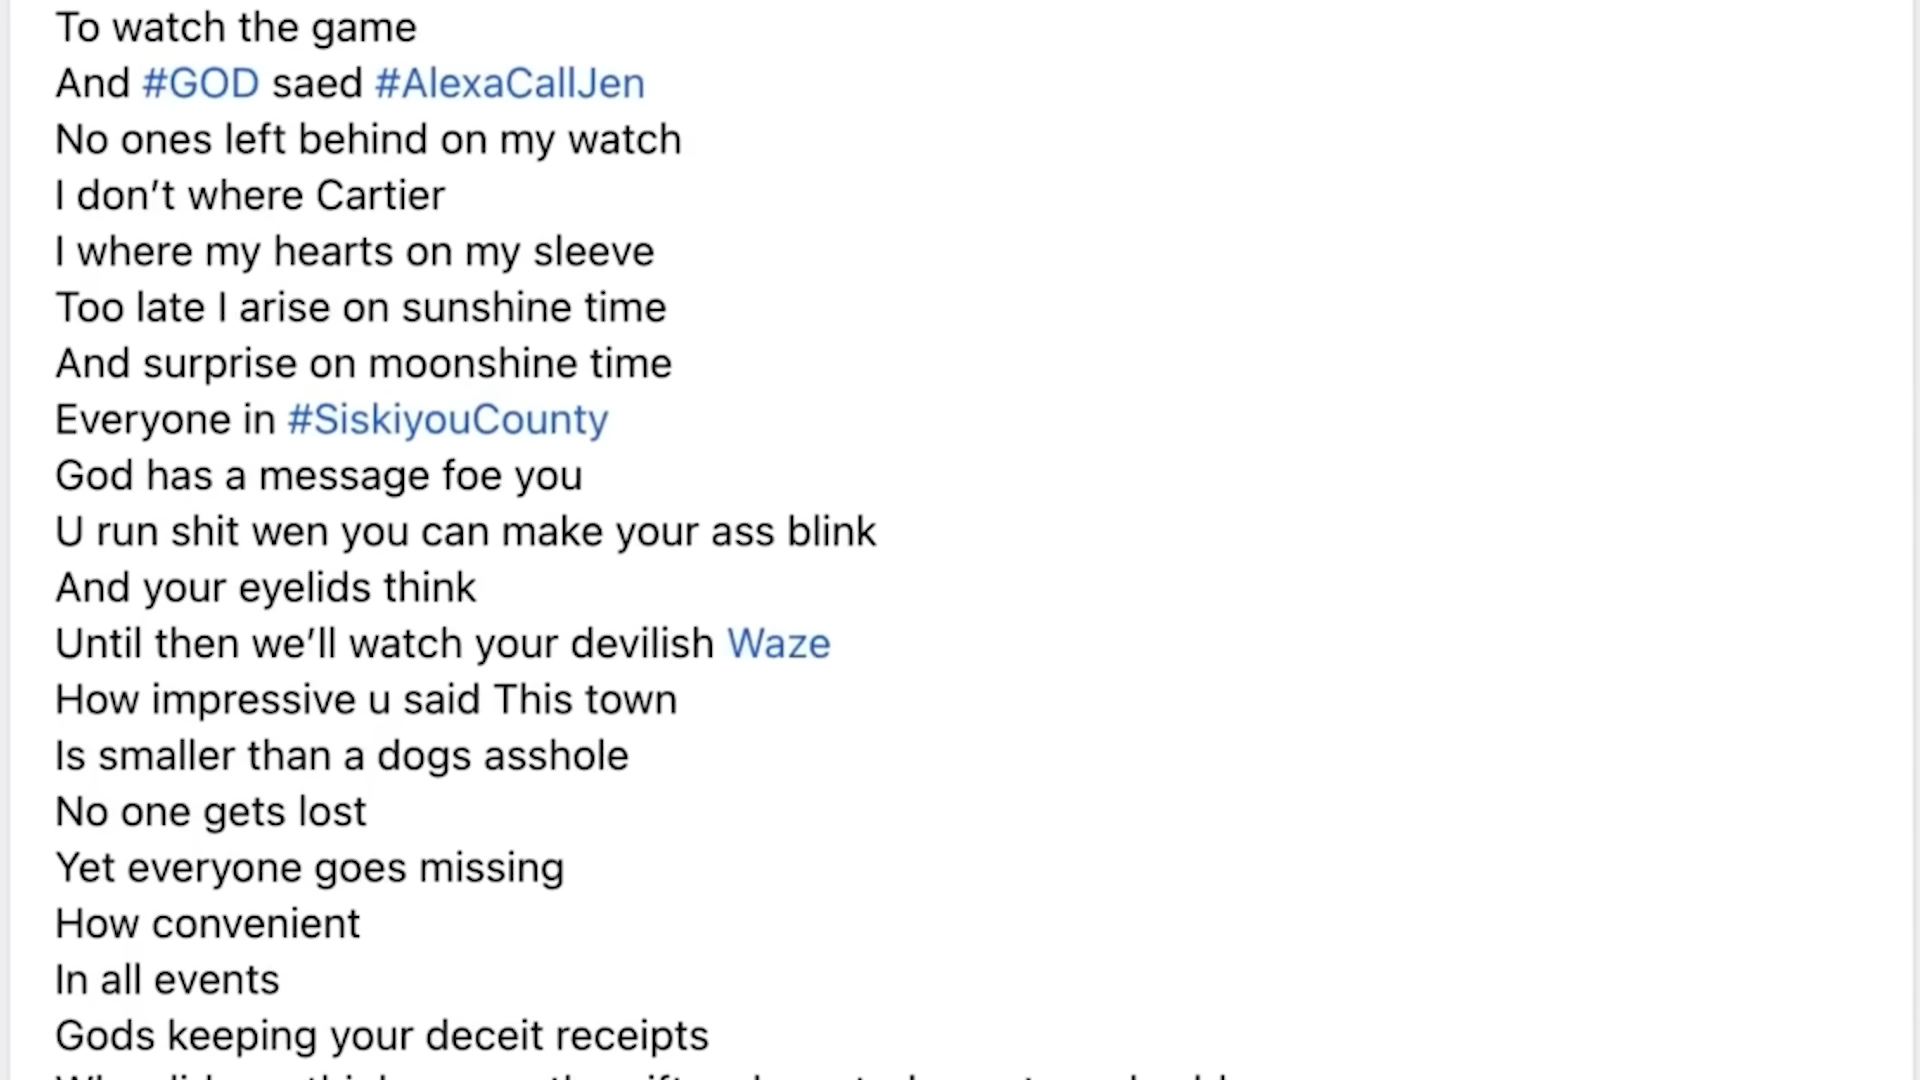 To watch the game
And #GOD saed #AlexaCallJen
No ones left behind on my watch
I don’t where Cartier
I where my hearts on my sleeve
Too late I arise on sunshine time
And surprise on moonshine time
Everyone in #SiskiyouCounty
God has a message foe you
U run shit wen you can make your ass blink
And your eyelids think
Until then we’ll watch your devilish Waze
How impressive u said This town
Is smaller than a dogs asshole
No one gets lost
Yet everyone goes missing
How convenient
In all events
Gods keeping your deceit receipts